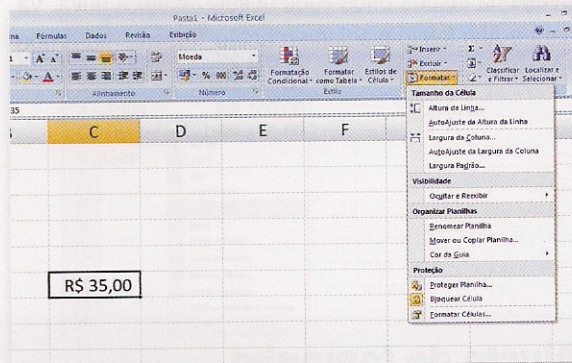 Pasta1 - Microsoft Excel
Fórmulas Dados Revisão Exibição
Moeda
Inserir
Excluir
Formatar
% 000
Formatação Condicional
Formatar como Tabela
Estilos de Célula
Classificar e Filtrar
Localizar e Selecionar
Alinhamento Número Estilo
35
C D E F
Tamanho da Célula
Altura da Linha...
AutoAjuste da Altura da Linha
Largura da Coluna...
AutoAjuste da Largura da Coluna
Largura Padrão...
Visibilidade
Ocultar e Reexibir
Organizar Planilhas
Renomear Planilha
Mover ou Copiar Planilha...
Cor da Guia
Proteção
Proteger Planilha...
Bloquear Célula
Formatar Células...
R$ 35,00